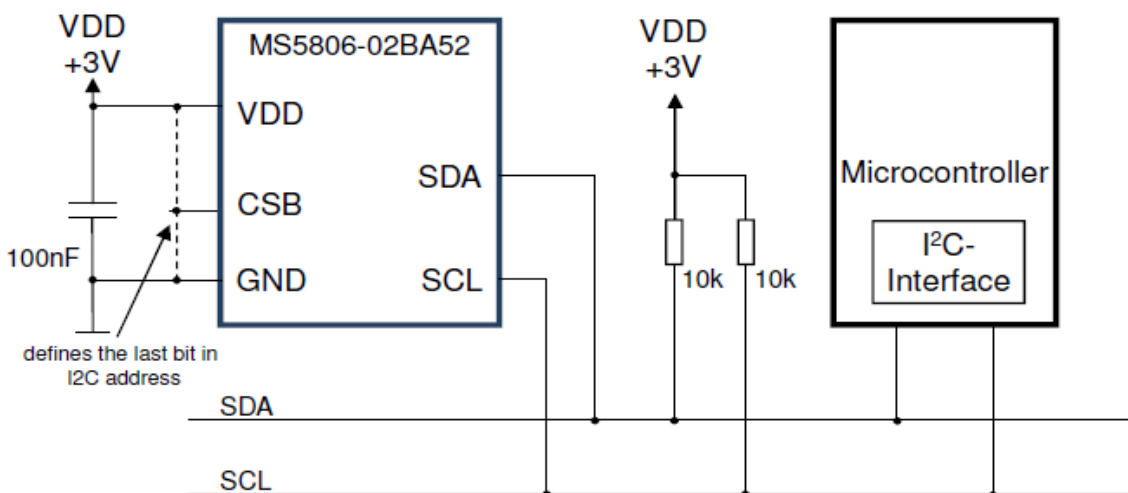 VDD
+3V
MS5806-02BA52
VDD
+3V
VDD
SDA
Microcontroller
CSB
100nF
I²C-
Interface
GND
SCL
10k
10k
defines the last bit in
I2C address
SDA
SCL